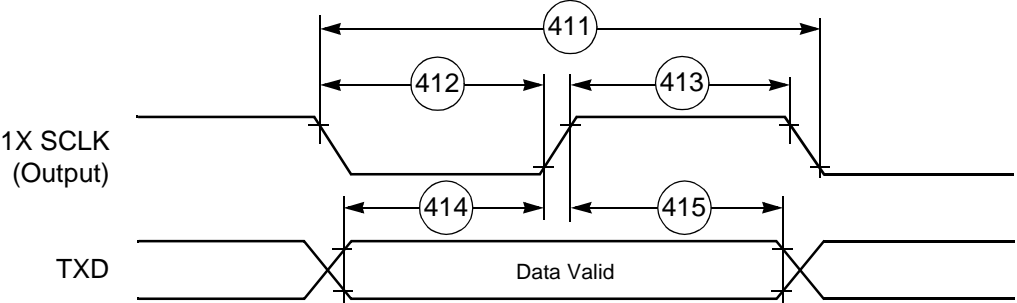 411
412
413
1X SCLK
(Output)
414
415
TXD
Data Valid